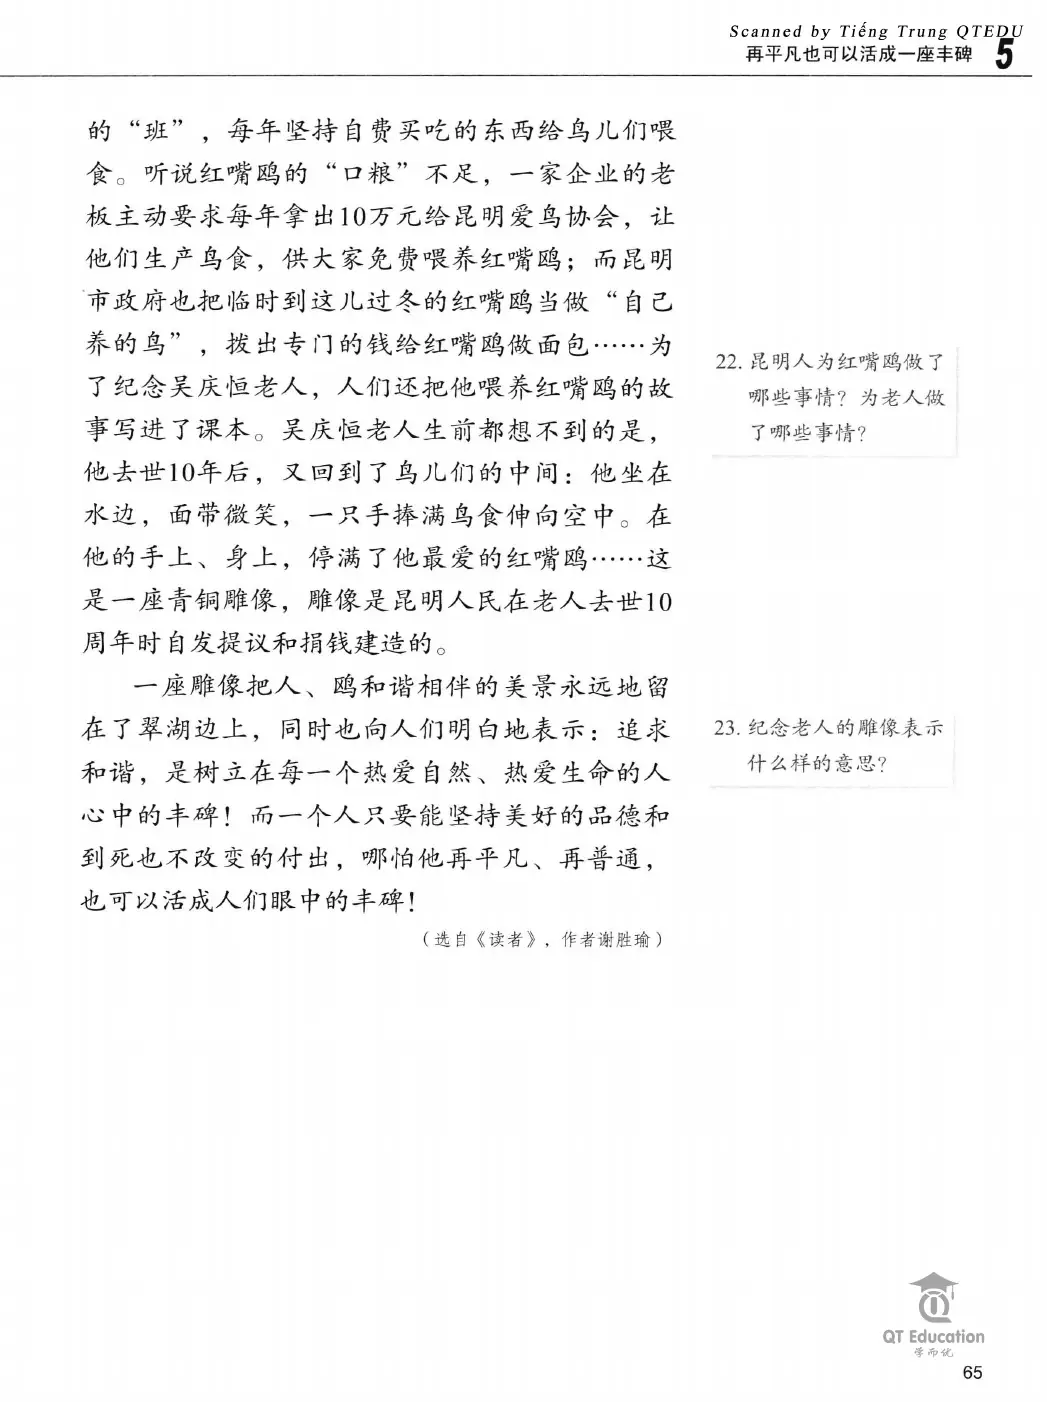 Scanned by Tiếng Trung QTEDU
再平凡也可以活成一座丰碑 5
的“班”，每年坚持自费买吃的东西给鸟儿们喂
食。听说红嘴鸥的“口粮”不足，一家企业的老
板主动要求每年拿出10万元给昆明爱鸟协会，让
他们生产鸟食，供大家免费喂养红嘴鸥；而昆明
市政府也把临时到这儿过冬的红嘴鸥当做“自己
养的鸟”，拨出专门的钱给红嘴鸥做面包……为
了纪念吴庆恒老人，人们还把他喂养红嘴鸥的故
事写进了课本。吴庆恒老人生前都想不到的是，
他去世10年后，又回到了鸟儿们的中间：他坐在
水边，面带微笑，一只手捧满鸟食伸向空中。在
他的手上、身上，停满了他最爱的红嘴鸥……这
是一座青铜雕像，雕像是昆明人民在老人去世10
周年时自发提议和捐钱建造的。
一座雕像把人、鸥和谐相伴的美景永远地留
在了翠湖边上，同时也向人们明白地表示：追求
和谐，是树立在每一个热爱自然、热爱生命的人
心中的丰碑！而一个人只要能坚持美好的品德和
到死也不改变的付出，哪怕他再平凡、再普通，
也可以活成人们眼中的丰碑！
（选自《读者》，作者谢胜瑜）
22. 昆明人为红嘴鸥做了
哪些事情？为老人做
了哪些事情？
23. 纪念老人的雕像表示
什么样的意思？
QT Education
学而优
65